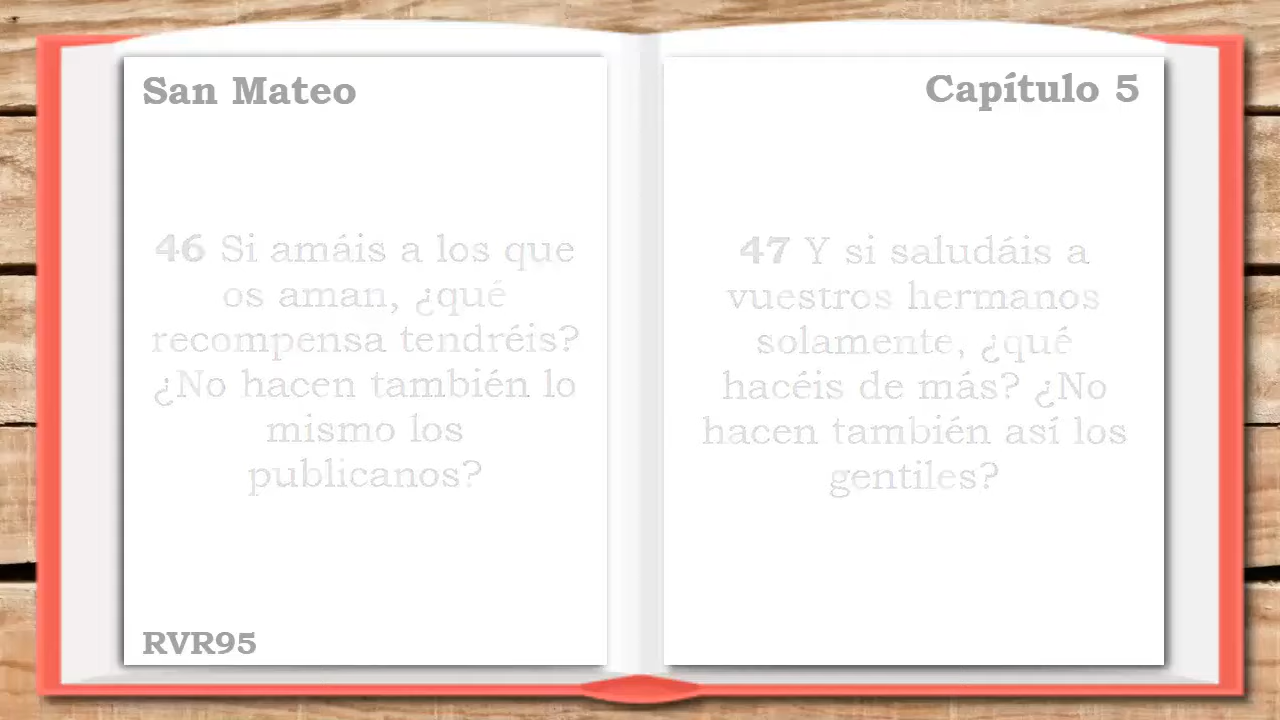 San Mateo
46 Si amáis a los que
os aman, ¿qué
recompensa tendréis?
¿No hacen también lo
mismo los
publicanos?
RVR95
Capítulo 5
47 Y si saludáis a
vuestros hermanos
solamente, ¿qué
hacéis de más? ¿No
hacen también así los
gentiles?